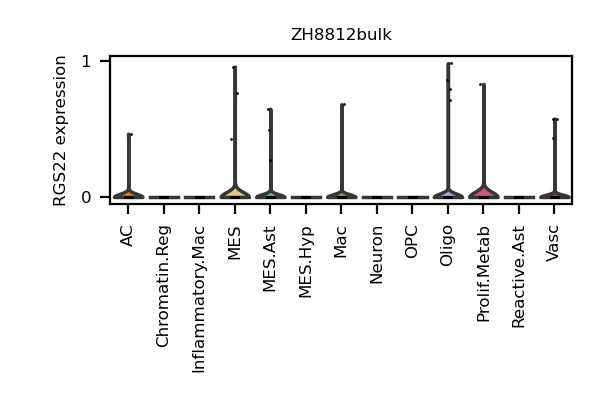 ZH8812bulk
RGS22 expression
1
0
AC
Chromatin.Reg
Inflammatory.Mac
MES
MES.Ast
MES.Hyp
Mac
Neuron
OPC
Oligo
Prolif.Metab
Reactive.Ast
Vasc